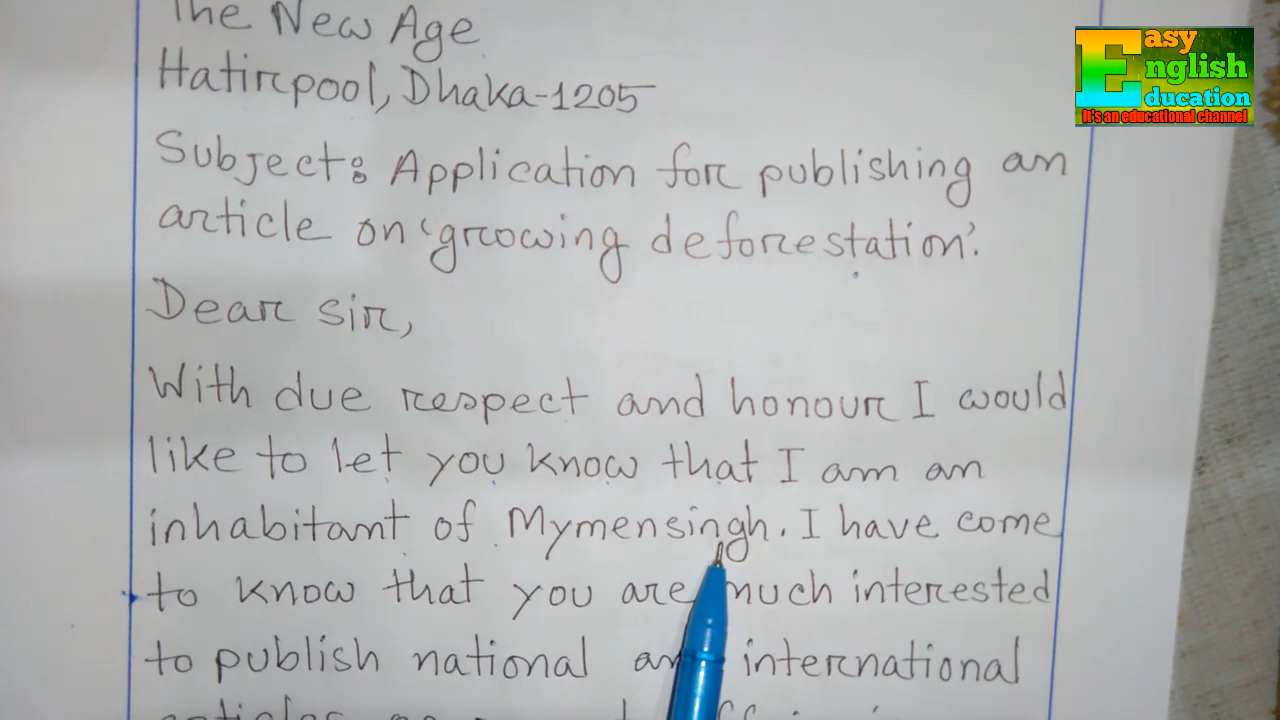 The New Age
Hatirpool, Dhaka-1205
Subject: Application for publishing an
article on 'growing deforestation'.
Dear sir,
With due respect and honour I would
like to let you know that I am an
inhabitant of Mymensingh. I have come
to know that you are much interested
to publish national an international
articles
Easy
English
Education
It's an educational channel